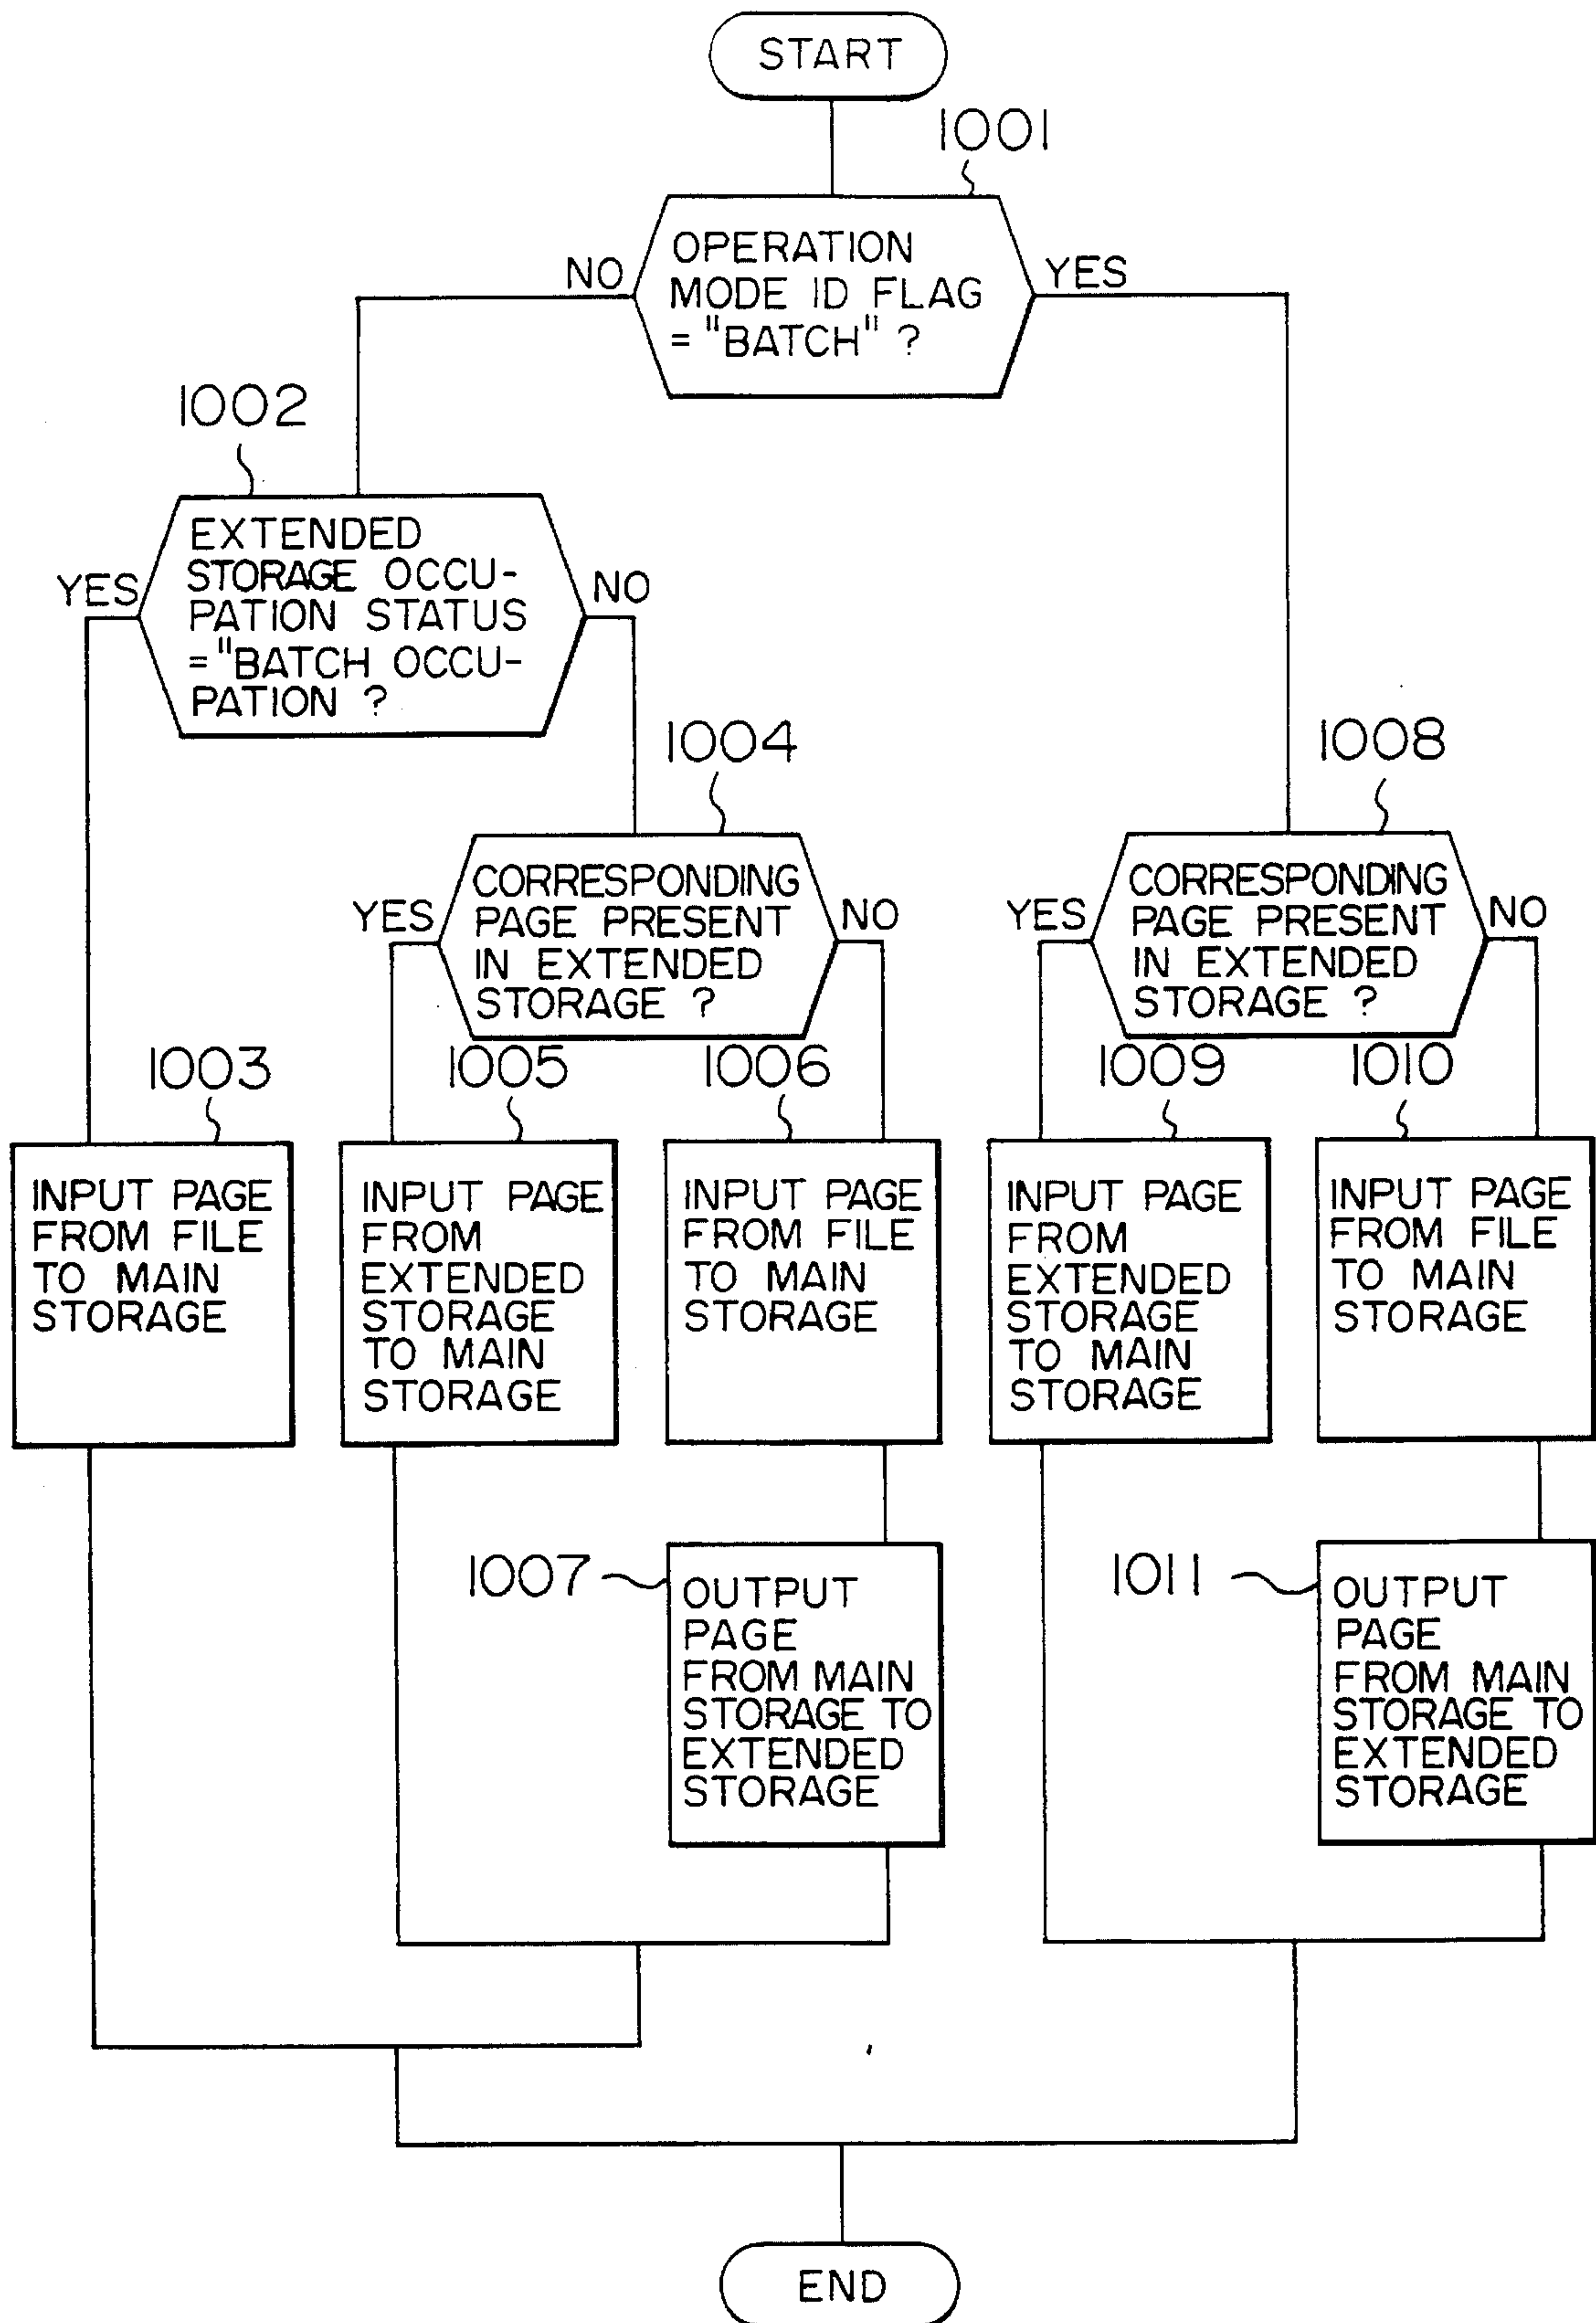 START
1001
OPERATION
MODE ID FLAG
= "BATCH" ?
NO
YES
1002
EXTENDED
STORAGE OCCU-
PATION STATUS
= "BATCH OCCU-
PATION ?
YES
NO
1004
CORRESPONDING
PAGE PRESENT
IN EXTENDED
STORAGE ?
YES
NO
1008
CORRESPONDING
PAGE PRESENT
IN EXTENDED
STORAGE ?
YES
NO
1003
INPUT PAGE
FROM FILE
TO MAIN
STORAGE
1005
INPUT PAGE
FROM
EXTENDED
STORAGE
TO MAIN
STORAGE
1006
INPUT PAGE
FROM FILE
TO MAIN
STORAGE
1009
INPUT PAGE
FROM
EXTENDED
STORAGE
TO MAIN
STORAGE
1010
INPUT PAGE
FROM FILE
TO MAIN
STORAGE
1007
OUTPUT
PAGE
FROM MAIN
STORAGE TO
EXTENDED
STORAGE
1011
OUTPUT
PAGE
FROM MAIN
STORAGE TO
EXTENDED
STORAGE
END